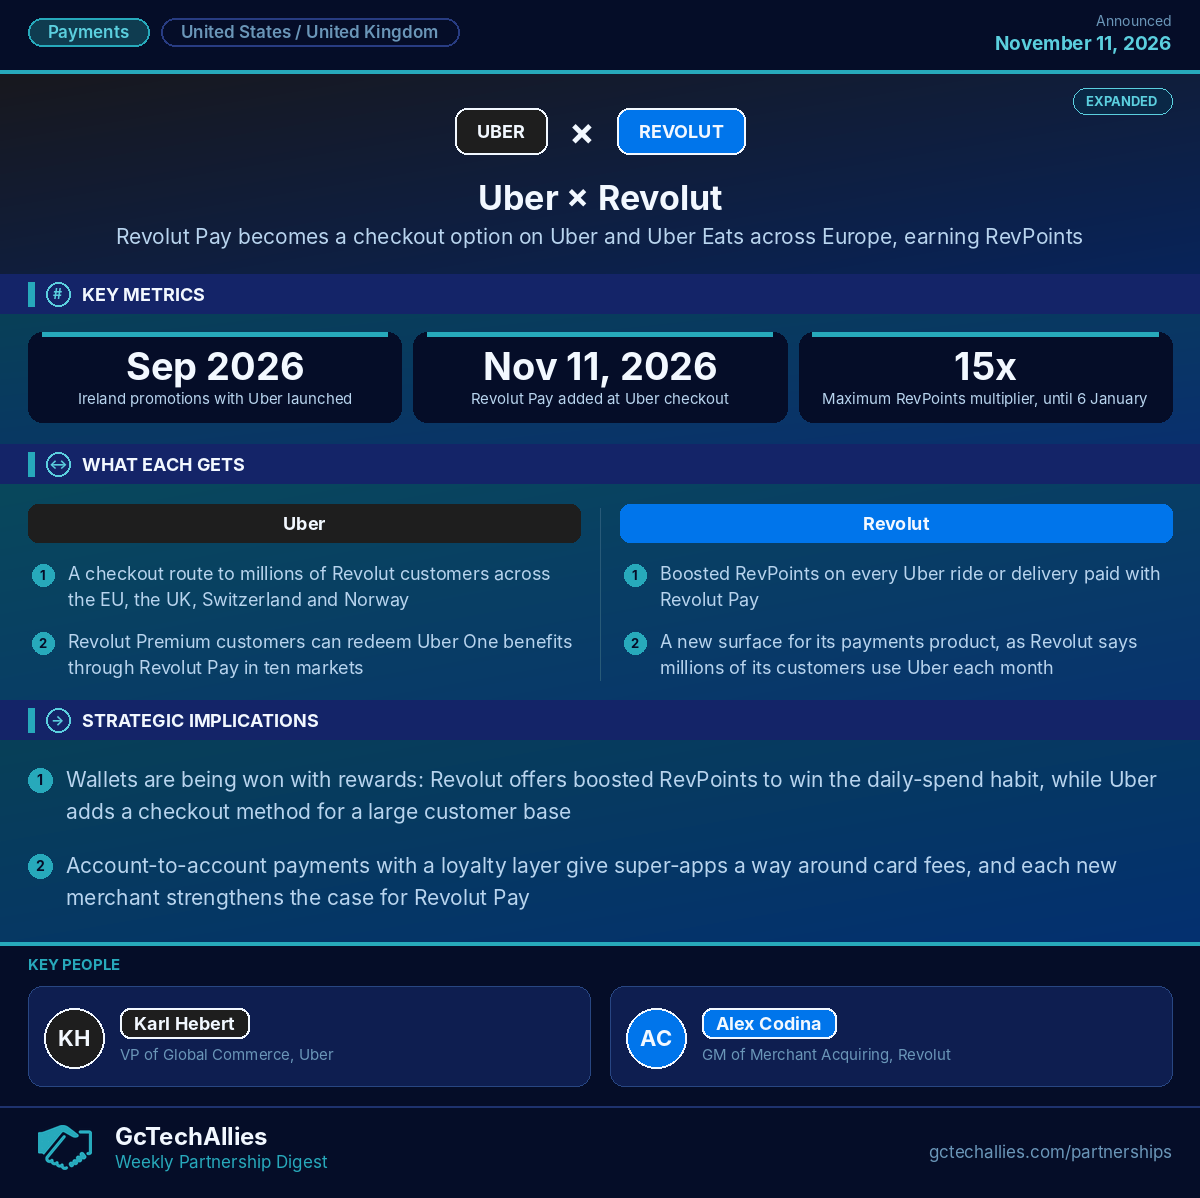 Payments
United States / United Kingdom
Announced
November 11, 2026
EXPANDED
UBER
×
REVOLUT
Uber × Revolut
Revolut Pay becomes a checkout option on Uber and Uber Eats across Europe, earning RevPoints
# KEY METRICS
Sep 2026
Ireland promotions with Uber launched
Nov 11, 2026
Revolut Pay added at Uber checkout
15x
Maximum RevPoints multiplier, until 6 January
WHAT EACH GETS
Uber
1 A checkout route to millions of Revolut customers across
the EU, the UK, Switzerland and Norway
2 Revolut Premium customers can redeem Uber One benefits
through Revolut Pay in ten markets
Revolut
1 Boosted RevPoints on every Uber ride or delivery paid with
Revolut Pay
2 A new surface for its payments product, as Revolut says
millions of its customers use Uber each month
STRATEGIC IMPLICATIONS
1 Wallets are being won with rewards: Revolut offers boosted RevPoints to win the daily-spend habit, while Uber
adds a checkout method for a large customer base
2 Account-to-account payments with a loyalty layer give super-apps a way around card fees, and each new
merchant strengthens the case for Revolut Pay
KEY PEOPLE
KH
Karl Hebert
VP of Global Commerce, Uber
AC
Alex Codina
GM of Merchant Acquiring, Revolut
GcTechAllies
Weekly Partnership Digest
gctechallies.com/partnerships